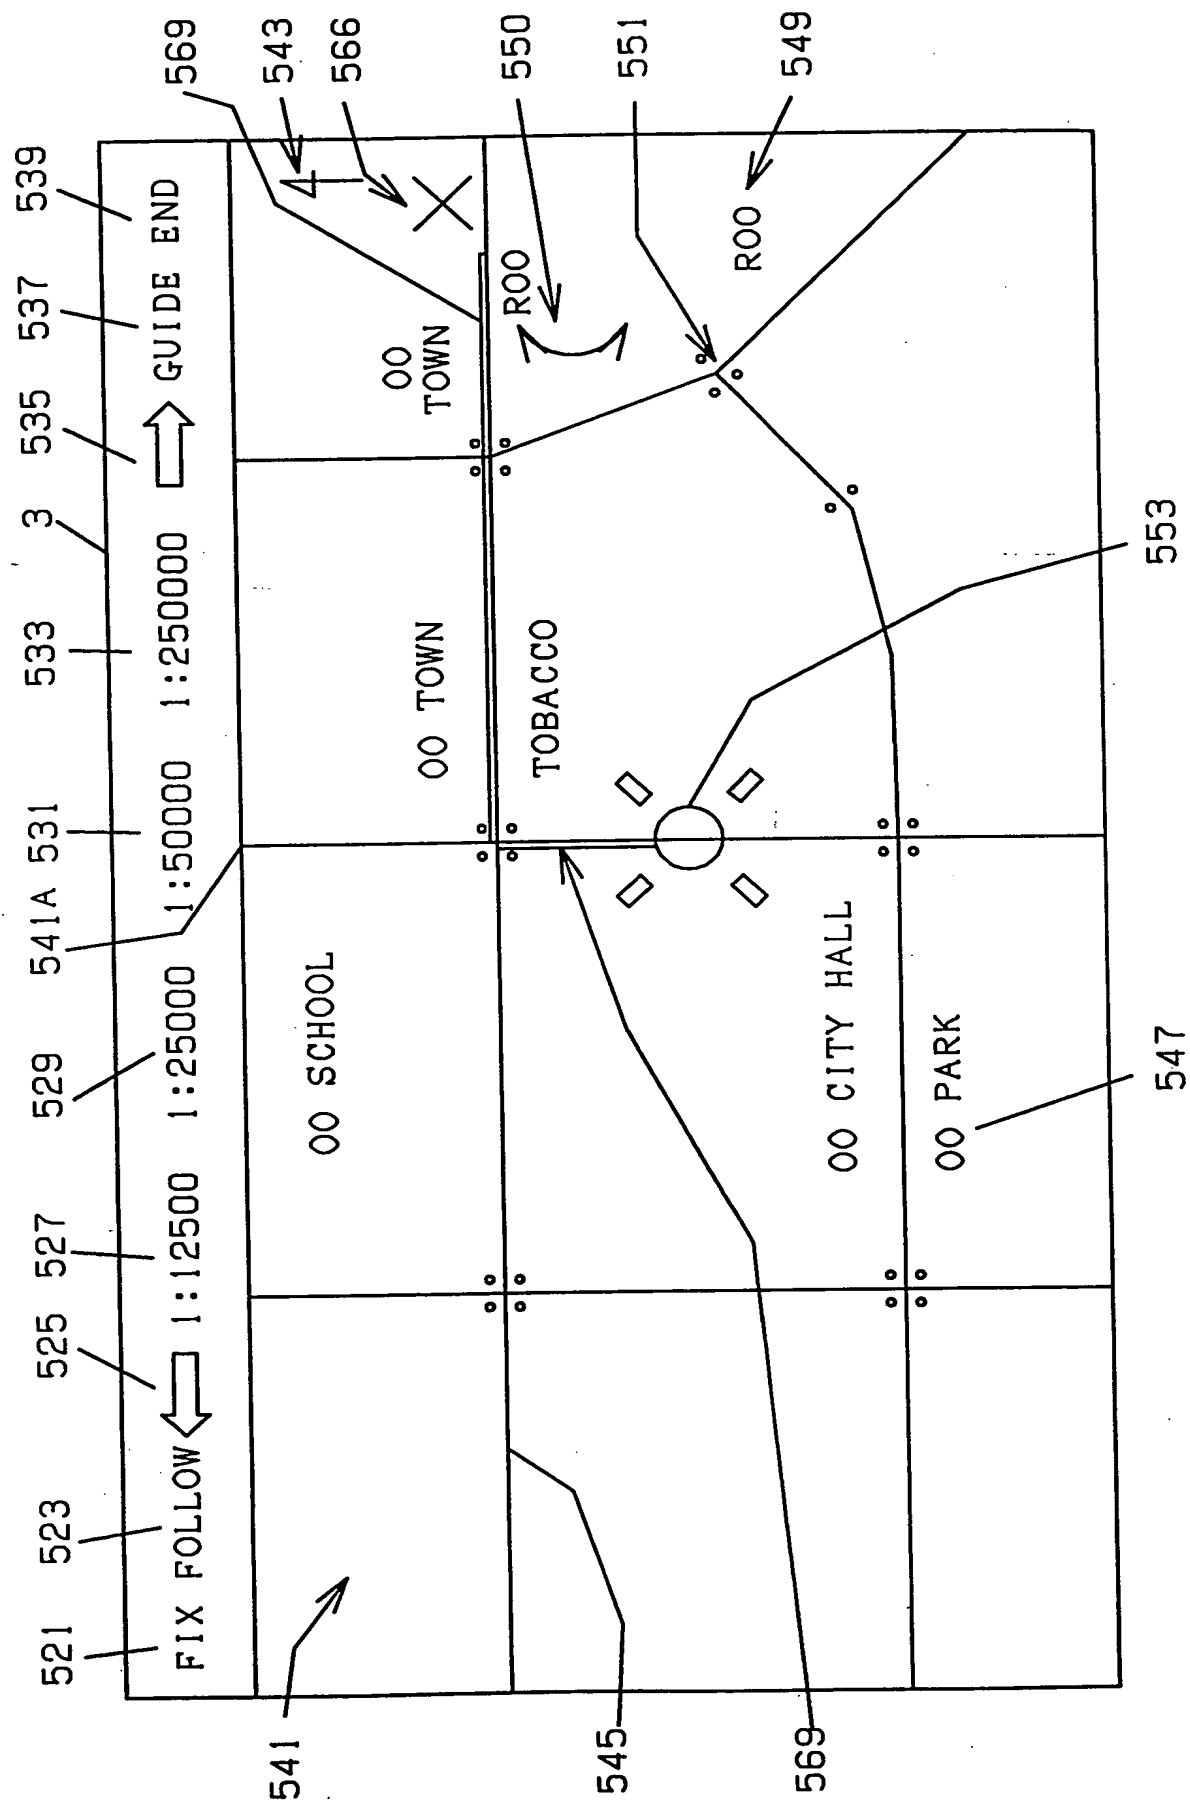 521 523 525 527 529 541A 531 533 3 535 537 539
FIX FOLLOW 1:12500 1:25000 1:50000 1:250000 GUIDE END
541
569
543
566
OO SCHOOL
OO TOWN
OO
TOWN
550
ROO
TOBACCO
551
545
549
ROO
569
OO CITY HALL
OO PARK
547
553